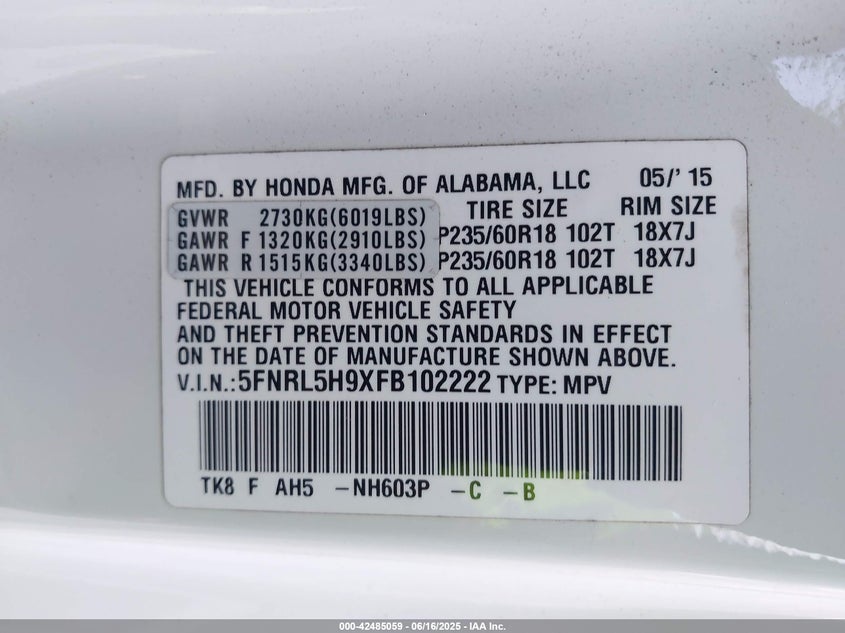 MFD. BY HONDA MFG. OF ALABAMA, LLC 05/' 15
GVWR 2730KG(6019LBS) TIRE SIZE RIM SIZE
GAWR F 1320KG(2910LBS) P235/60R18 102T 18X7J
GAWR R 1515KG(3340LBS) P235/60R18 102T 18X7J
THIS VEHICLE CONFORMS TO ALL APPLICABLE
FEDERAL MOTOR VEHICLE SAFETY
AND THEFT PREVENTION STANDARDS IN EFFECT
ON THE DATE OF MANUFACTURE SHOWN ABOVE.
V.I.N.:5FNRL5H9XFB102222 TYPE: MPV
TK8 F AH5 -NH603P -C -B
000-42485059 - 06/16/2025 - IAA Inc.